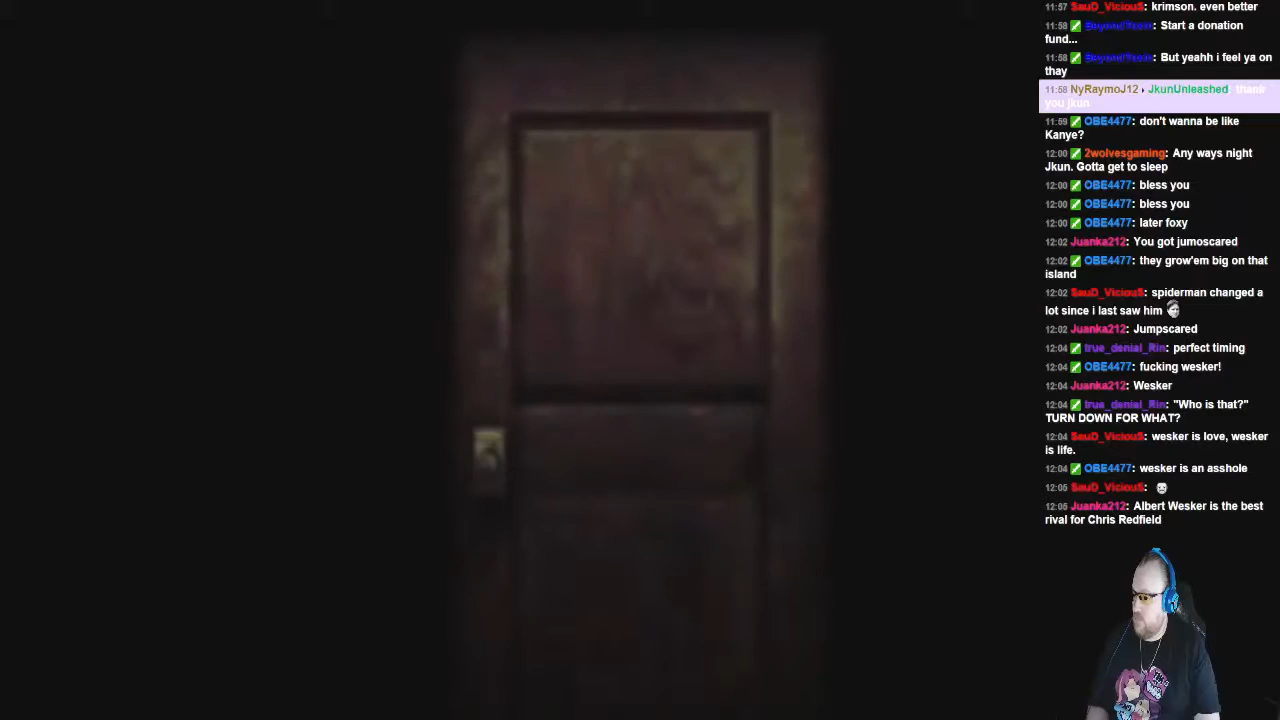 11:57 SauD_ViciouS: krimson. even better
11:58 Start a donation
fund...
11:58 But yeahh i feel ya on
thay
11:58 NyRaymoJ12 JkunUnleashed thank
you jkun
11:59 OBE4477: don't wanna be like
Kanye?
12:00 2wolvesgaming: Any ways night
Jkun. Gotta get to sleep
12:00 OBE4477: bless you
12:00 OBE4477: bless you
12:00 OBE4477: later foxy
12:02 Juanka212: You got jumoscared
12:02 OBE4477: they grow'em big on that
island
12:02 SauD_ViciouS: spiderman changed a
lot since i last saw him
12:02 Juanka212: Jumpscared
12:04 true_denial_Rin: perfect timing
12:04 OBE4477: fucking wesker!
12:04 Juanka212: Wesker
12:04 true_denial_Rin: "Who is that?"
TURN DOWN FOR WHAT?
12:04 SauD_ViciouS: wesker is love, wesker
is life.
12:04 OBE4477: wesker is an asshole
12:05 SauD_ViciouS:
12:05 Juanka212: Albert Wesker is the best
rival for Chris Redfield